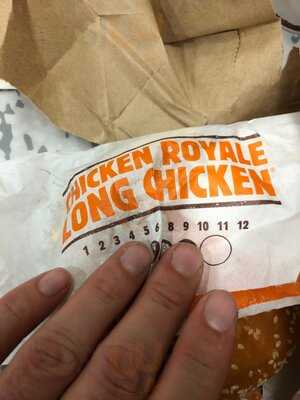 CHICKEN ROYALE
LONG CHICKEN
1 2 3 4 5 6 8 9 10 11 12